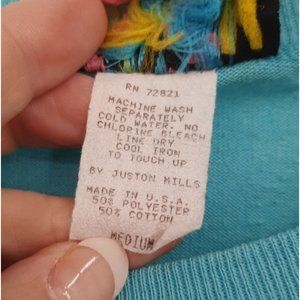 RN 72821
MACHINE WASH
SEPARATELY
COLD WATER. NO
CHLORINE BLEACH
LINE DRY
COOL IRON
TO TOUCH UP
BY JUSTON MILLS
MADE IN U.S.A.
50% POLYESTER
50% COTTON
MEDIUM